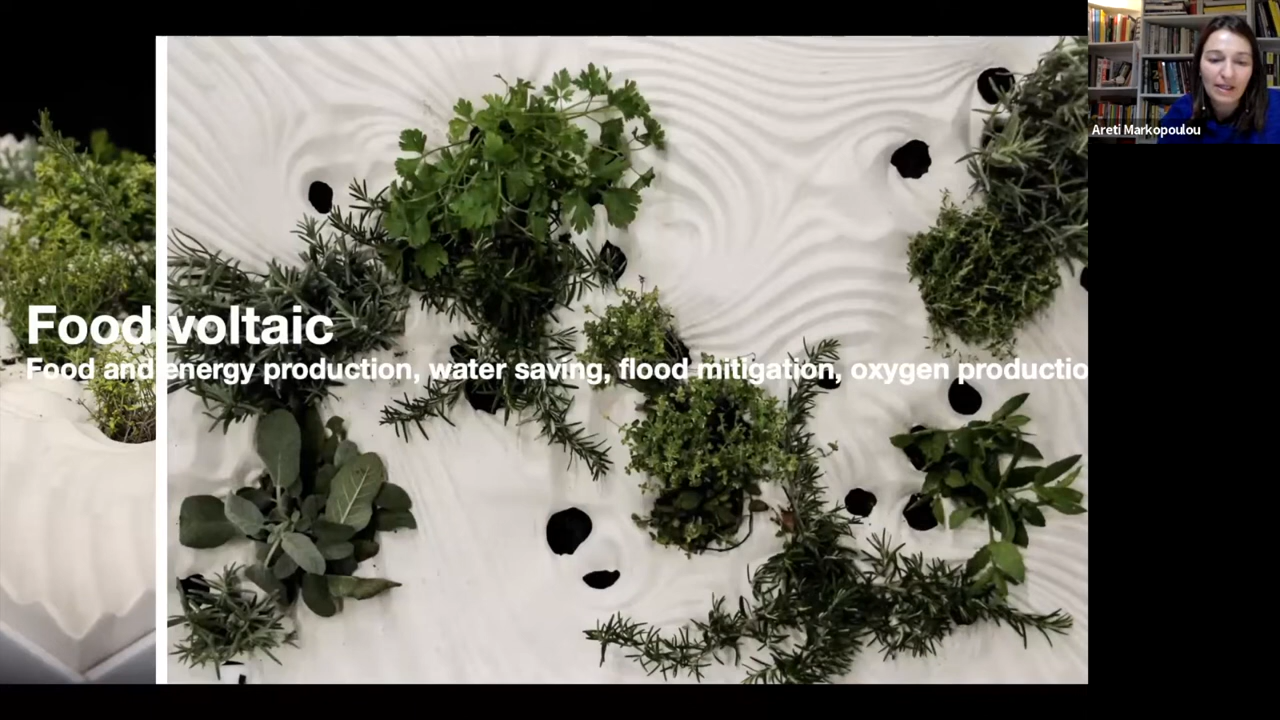 Areti Markopoulou
Food voltaic
Food and energy production, water saving, flood mitigation, oxygen productio